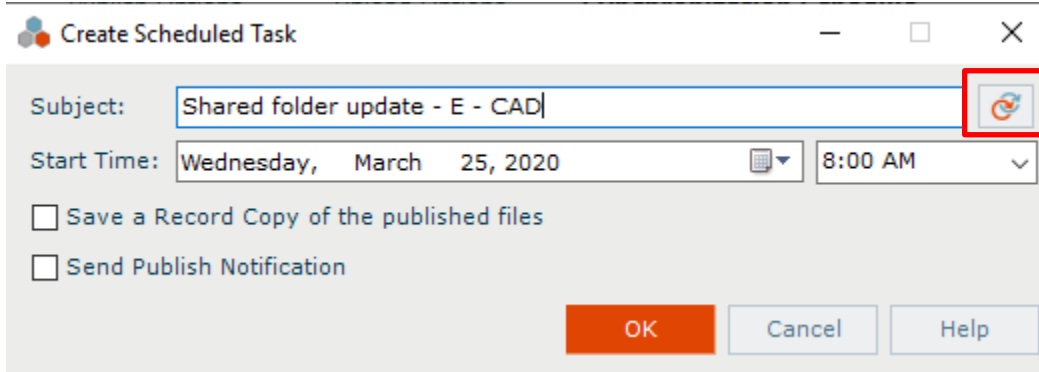 Create Scheduled Task
Subject: Shared folder update - E - CAD
Start Time: Wednesday, March 25, 2020 8:00 AM
Save a Record Copy of the published files
Send Publish Notification
OK Cancel Help